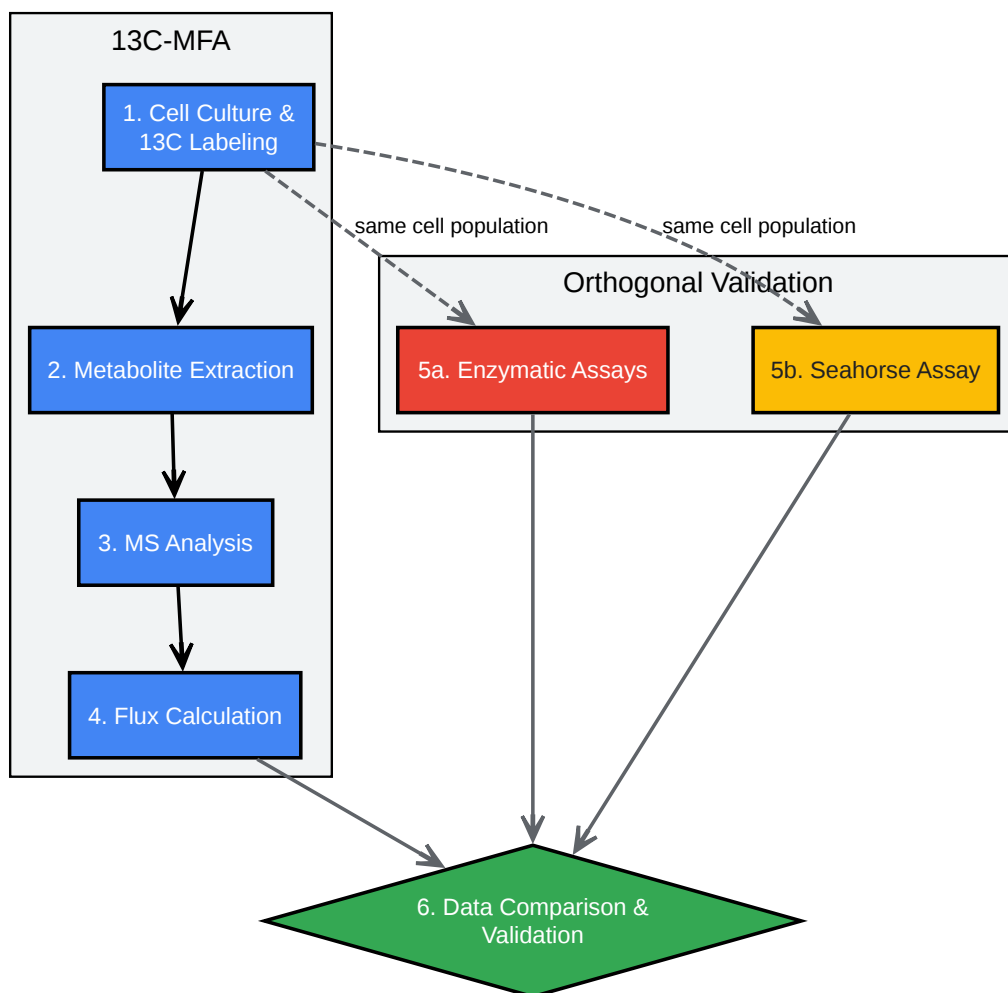 13C-MFA
1. Cell Culture &
13C Labeling
same cell population
same cell population
Orthogonal Validation
2. Metabolite Extraction
5a. Enzymatic Assays
5b. Seahorse Assay
3. MS Analysis
4. Flux Calculation
6. Data Comparison &
Validation